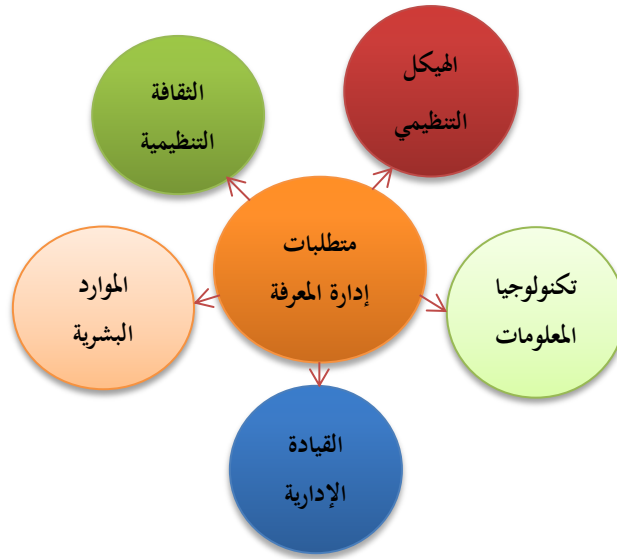 الهيكل
التنظيمي
الثقافة
التنظيمية
متطلبات
إدارة المعرفة
تكنولوجيا
المعلومات
الموارد
البشرية
القيادة
الإدارية